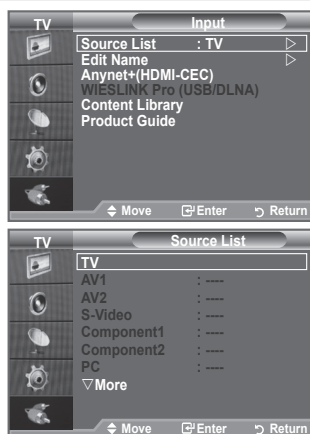 TV Input
Source List : TV ▷
Edit Name ▷
Anynet+(HDMI-CEC)
WIESLINK Pro (USB/DLNA)
Content Library
Product Guide
Move Enter Return
TV Source List
TV
AV1 : ----
AV2 : ----
S-Video : ----
Component1 : ----
Component2 : ----
PC : ----
▽More
Move Enter Return